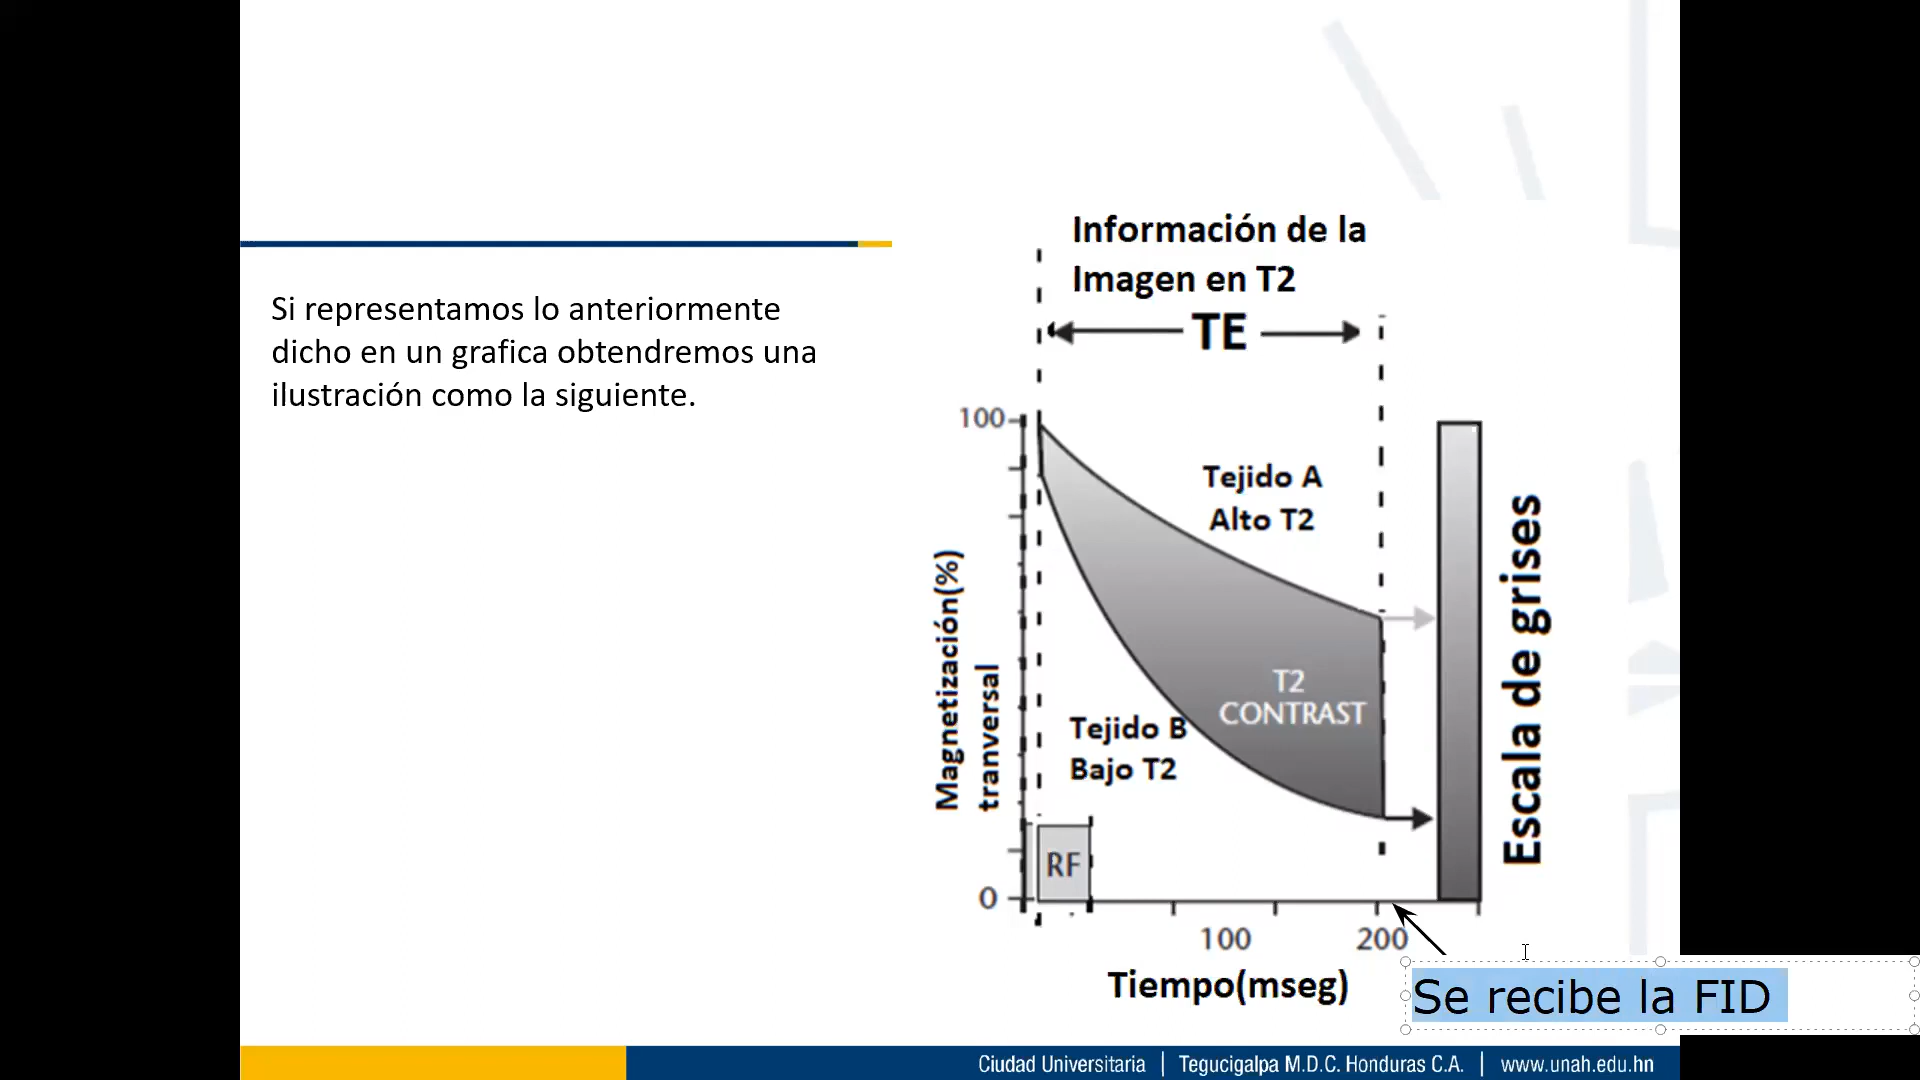 Información de la
Imagen en T2
TE
Si representamos lo anteriormente
dicho en un grafica obtendremos una
ilustración como la siguiente.
100
Tejido A
Alto T2
Magnetización(%)
tranversal
T2
CONTRAST
Tejido B
Bajo T2
Escala de grises
RF
0
100
200
Tiempo(mseg)
Se recibe la FID
Ciudad Universitaria | Tegucigalpa M.D.C. Honduras C.A. | www.unah.edu.hn